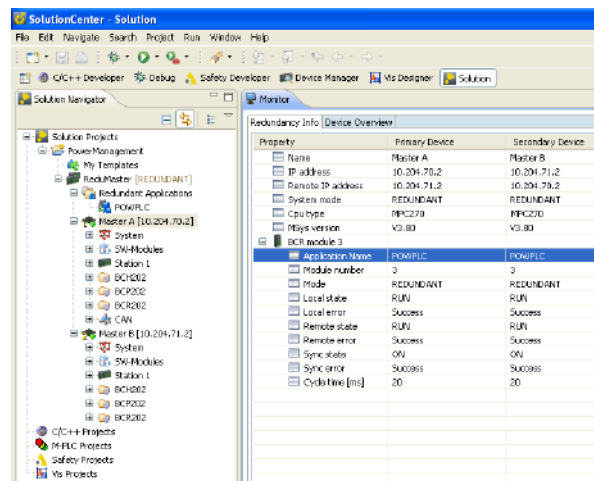 SolutionCenter - Solution
File Edit Navigate Search Project Run Window Help
C/C++ Developer Debug Safety Developer Device Manager Vis Designer Solution
Solution Navigator
Solution Projects
PowerManagement
My Templates
ReduMaster [REDUNDANT]
Redundant Applications
POWPLC
Master A [10.204.70.2]
System
SW-Modules
Station 1
BCH202
BCP202
BCR202
CAN
Master B [10.204.71.2]
System
SW-Modules
Station 1
BCH202
BCP202
BCR202
C/C++ Projects
M-PLC Projects
Safety Projects
Vis Projects
Monitor
Redundancy Info Device Overview
Property Primary Device Secondary Device
Name Master A Master B
IP address 10.204.70.2 10.204.71.2
Remote IP address 10.204.71.2 10.204.70.2
System mode REDUNDANT REDUNDANT
Cpu type MPC270 MPC270
MSys version V3.80 V3.80
BCR module 3
Application Name POWPLC POWPLC
Module number 3 3
Mode REDUNDANT REDUNDANT
Local state RUN RUN
Local error Success Success
Remote state RUN RUN
Remote error Success Success
Sync state ON ON
Sync error Success Success
Cycle time [ms] 20 20